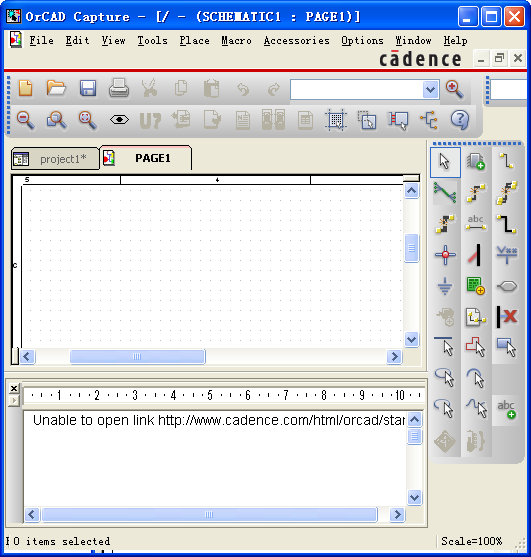 OrCAD Capture - [/ - (SCHEMATIC1 : PAGE1)]
File Edit View Tools Place Macro Accessories Options Window Help
cādence
U?
project1* PAGE1
5 4
C
abc
1 2 3 4 5 6 7 8 9 10
Unable to open link http://www.cadence.com/html/orcad/star
abc
0 items selected Scale=100%